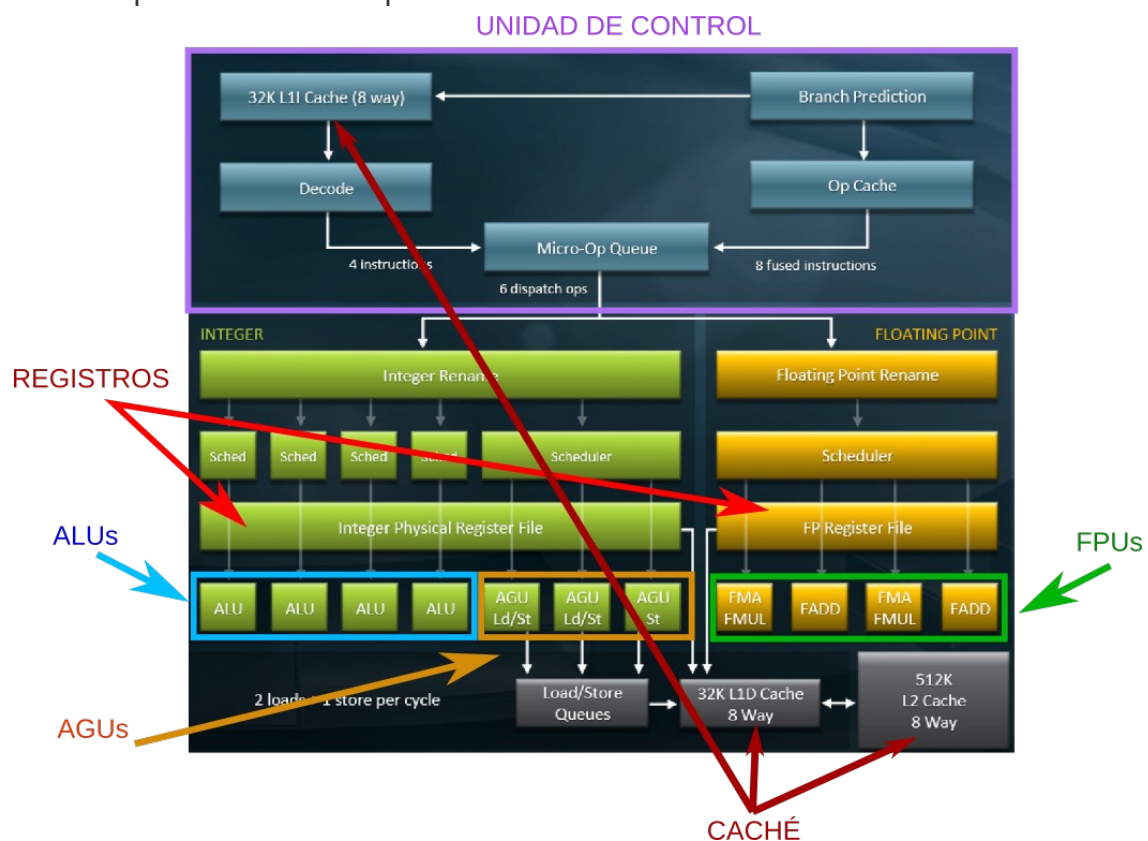 UNIDAD DE CONTROL
32K L1I Cache (8 way)
Branch Prediction
Decode
Op Cache
Micro-Op Queue
4 instructions
8 fused instructions
6 dispatch ops
INTEGER
FLOATING POINT
REGISTROS
Integer Rename
Floating Point Rename
Sched
Sched
Sched
Sched
Scheduler
Scheduler
Integer Physical Register File
FP Register File
ALUs
FPUs
ALU
ALU
ALU
ALU
AGU
Ld/St
AGU
Ld/St
AGU
St
FMA
FMUL
FADD
FMA
FMUL
FADD
2 loads + 1 store per cycle
Load/Store
Queues
32K L1D Cache
8 Way
512K
L2 Cache
8 Way
AGUs
CACHÉ